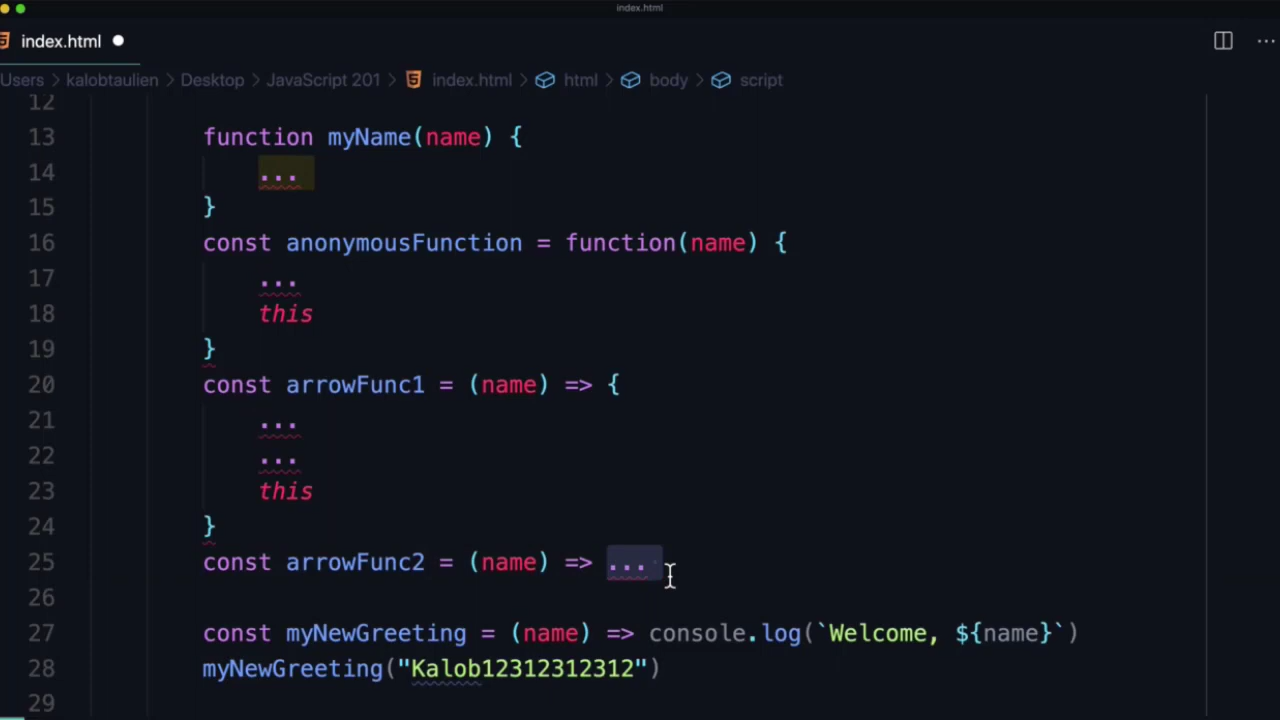 index.html
index.html
Users > kalobtaulien > Desktop > JavaScript 201 > index.html > html > body > script
12
13 function myName(name) {
14 ...
15 }
16 const anonymousFunction = function(name) {
17 ...
18 this
19 }
20 const arrowFunc1 = (name) => {
21 ...
22 ...
23 this
24 }
25 const arrowFunc2 = (name) => ...
26
27 const myNewGreeting = (name) => console.log(`Welcome, ${name}`)
28 myNewGreeting("Kalob12312312312")
29